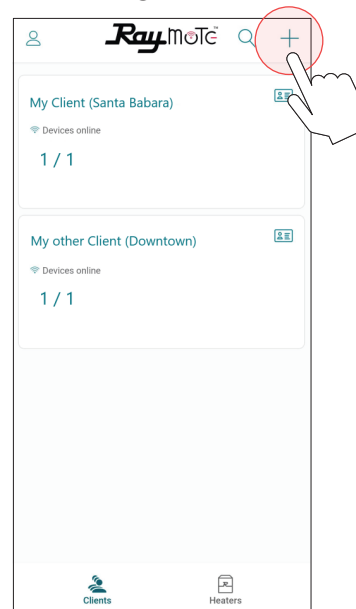 RayMOTE
My Client (Santa Babara)
Devices online
1 / 1
My other Client (Downtown)
Devices online
1 / 1
Clients
Heaters